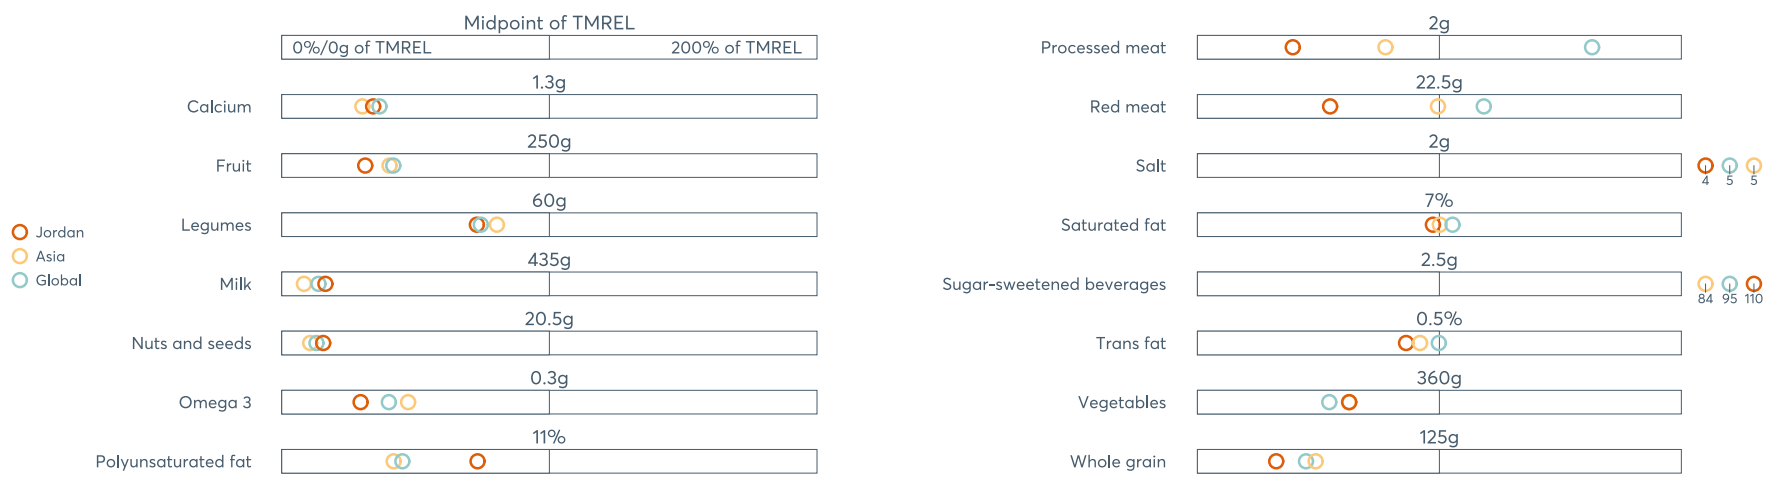 Midpoint of TMREL
0%/0g of TMREL 200% of TMREL
1.3g
Calcium
250g
Fruit
60g
Legumes
435g
Milk
20.5g
Nuts and seeds
0.3g
Omega 3
11%
Polyunsaturated fat
Jordan
Asia
Global
2g
Processed meat
22.5g
Red meat
2g
Salt
4 5 5
7%
Saturated fat
2.5g
Sugar-sweetened beverages
84 95 110
0.5%
Trans fat
360g
Vegetables
125g
Whole grain